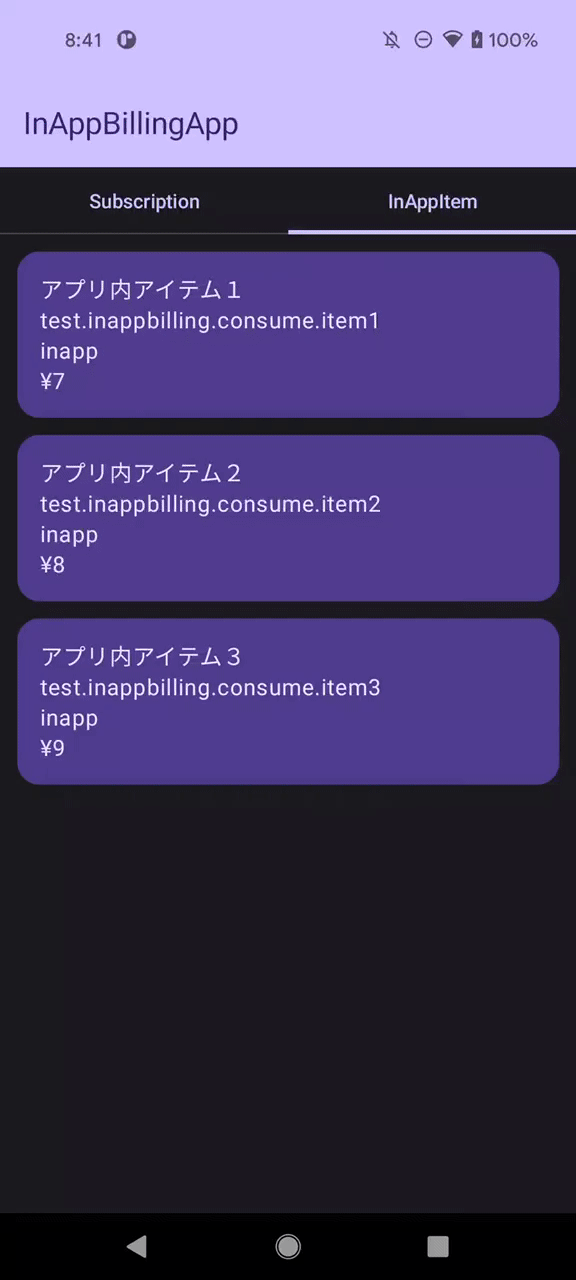 8:41
100%
InAppBillingApp
Subscription
InAppItem
アプリ内アイテム１
test.inappbilling.consume.item1
inapp
¥7
アプリ内アイテム２
test.inappbilling.consume.item2
inapp
¥8
アプリ内アイテム３
test.inappbilling.consume.item3
inapp
¥9